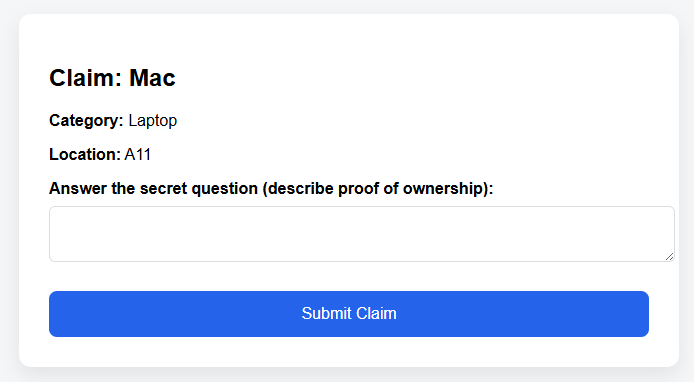 Claim: Mac
Category: Laptop
Location: A11
Answer the secret question (describe proof of ownership):
Submit Claim